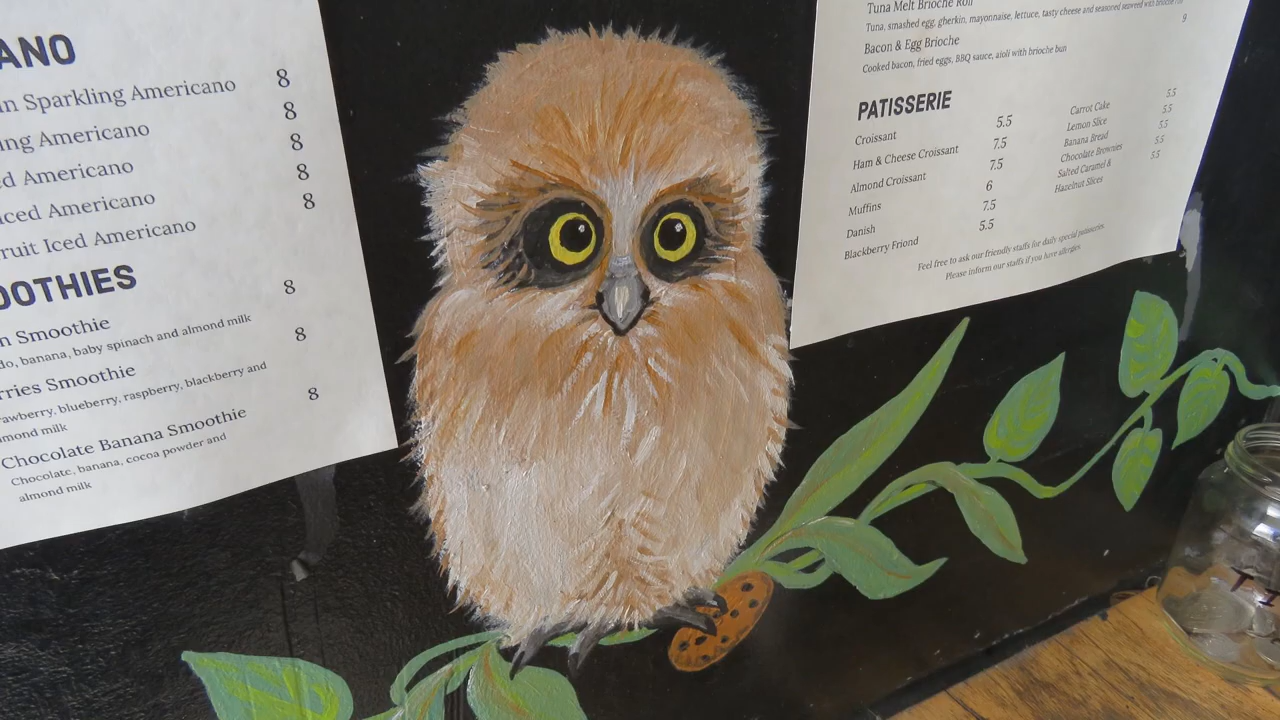 ANO
n Sparkling Americano 8
ing Americano 8
ed Americano 8
iced Americano 8
ruit Iced Americano 8
OOTHIES
n Smoothie 8
do, banana, baby spinach and almond milk
rries Smoothie 8
rawberry, blueberry, raspberry, blackberry and
mond milk
Chocolate Banana Smoothie 8
Chocolate, banana, cocoa powder and
almond milk
Tuna Melt Brioche Roll
Tuna, smashed egg, gherkin, mayonnaise, lettuce, tasty cheese and seasoned seaweed with brioche roll
Bacon & Egg Brioche 9
Cooked bacon, fried eggs, BBQ sauce, aioli with brioche bun
PATISSERIE
Croissant 5.5
Ham & Cheese Croissant 7.5
Almond Croissant 7.5
Muffins 6
Danish 7.5
Blackberry Friond 5.5
Carrot Cake 5.5
Lemon Slice 5.5
Banana Bread 5.5
Chocolate Brownies 5.5
Salted Caramel & 5.5
Hazelnut Slices
Feel free to ask our friendly staffs for daily special patisseries
Please inform our staffs if you have allergies.